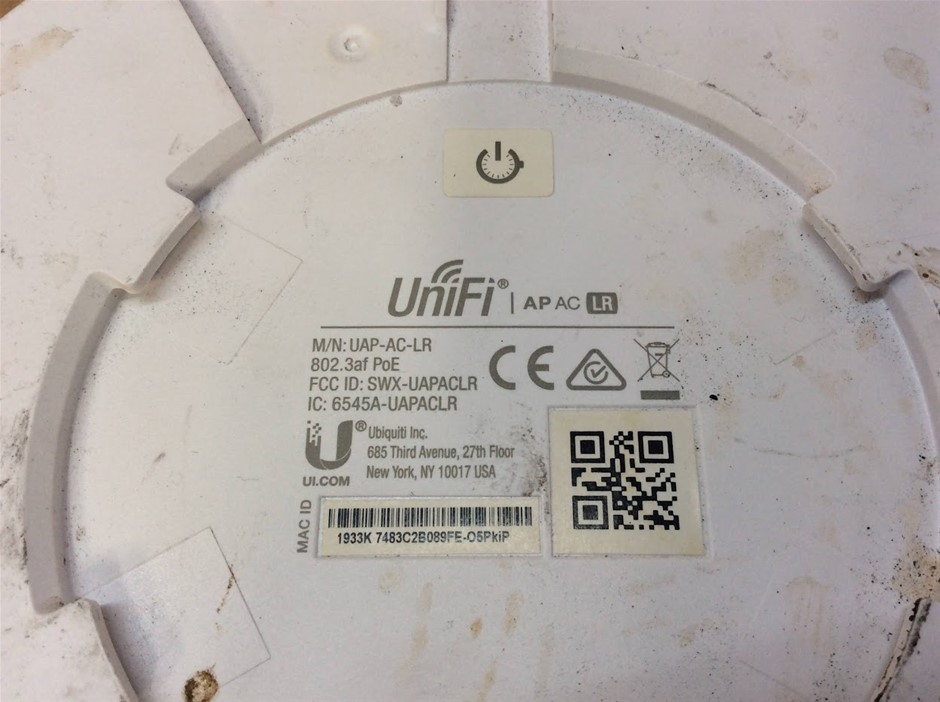 UniFi® | AP AC LR
M/N: UAP-AC-LR
802.3af PoE
FCC ID: SWX-UAPACLR
IC: 6545A-UAPACLR
CE
U® Ubiquiti Inc.
685 Third Avenue, 27th Floor
New York, NY 10017 USA
UI.COM
MAC ID
1933K 7483C2B089FE-O5PkiP